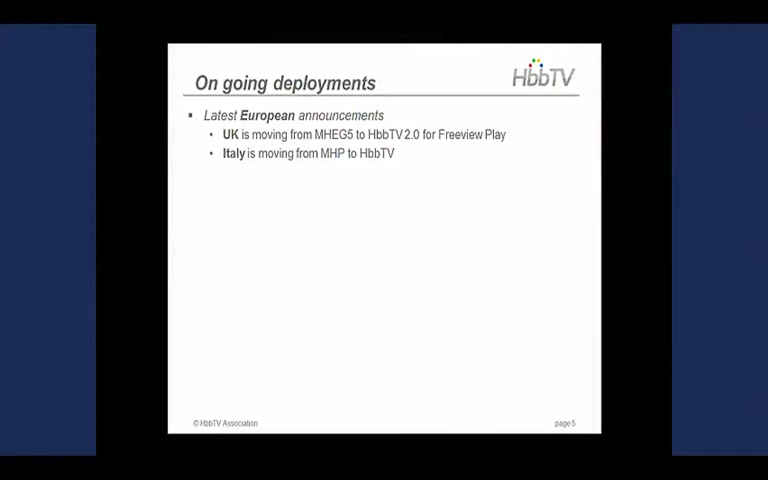 On going deployments
HbbTV
Latest European announcements
UK is moving from MHEG5 to HbbTV 2.0 for Freeview Play
Italy is moving from MHP to HbbTV
© HbbTV Association
page 5